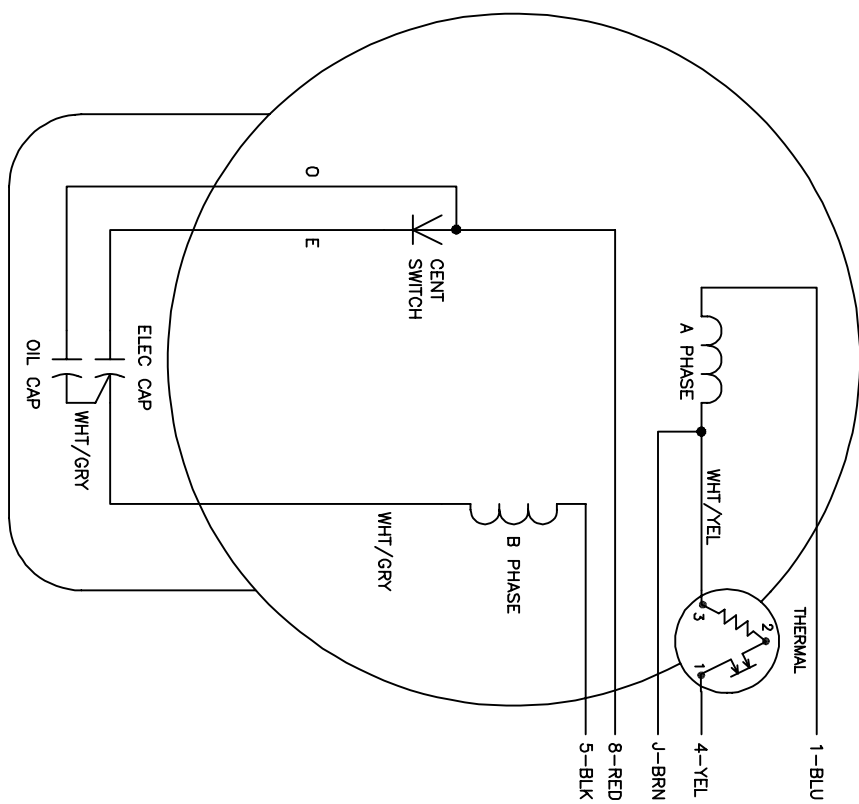 O
E
CENT
SWITCH
ELEC CAP
OIL CAP
WHT/GRY
WHT/GRY
B PHASE
A PHASE
WHT/YEL
THERMAL
3
2
1
1-BLU
4-YEL
J-BRN
8-RED
5-BLK